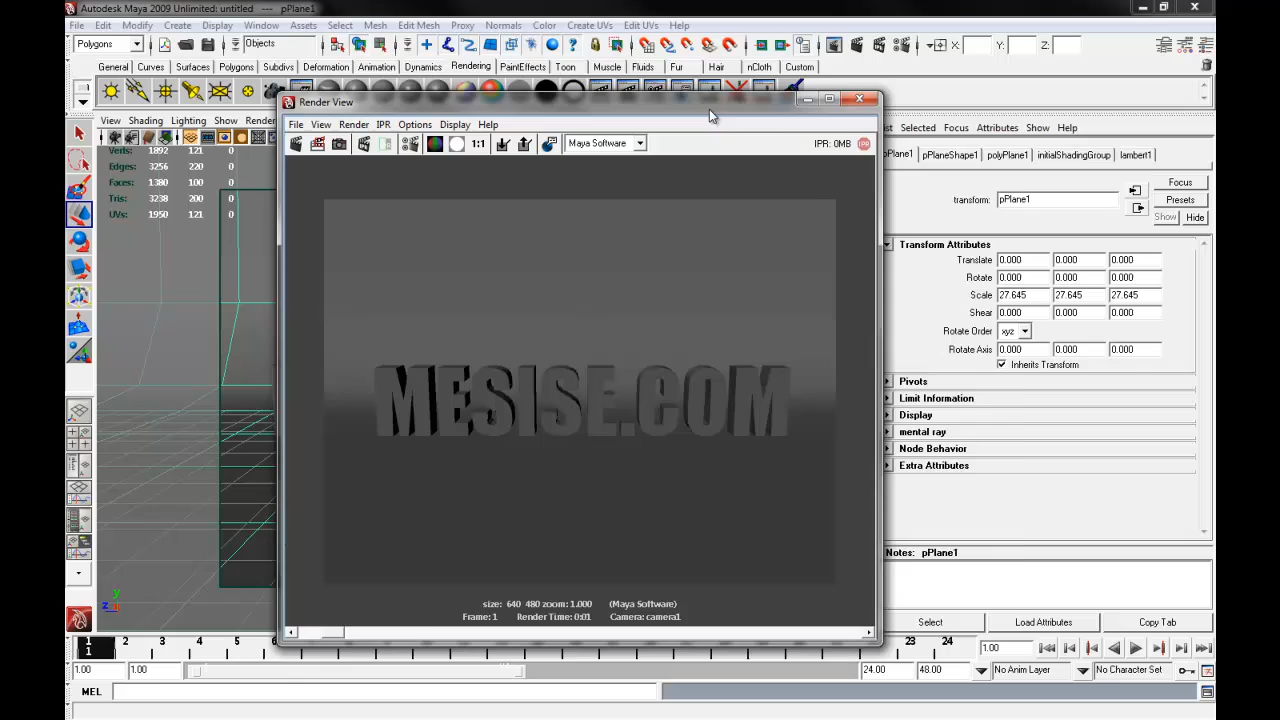 Autodesk Maya 2009 Unlimited: untitled --- pPlane1
File Edit Modify Create Display Window Assets Select Mesh Edit Mesh Proxy Normals Color Create UVs Edit UVs Help
Polygons Objects X: Y: Z:
General Curves Surfaces Polygons Subdivs Deformation Animation Dynamics Rendering PaintEffects Toon Muscle Fluids Fur Hair nCloth Custom
View Shading Lighting Show
Verts: 1892 121 0
Edges: 3256 220 0
Faces: 1380 100 0
Tris: 3238 200 0
UVs: 1950 121 0
Render View
File View Render IPR Options Display Help
1:1 Maya Software IPR: 0MB
MESISE.COM
size: 640 480 zoom: 1.000 (Maya Software)
Frame: 1 Render Time: 0:01 Camera: camera1
Selected Focus Attributes Show Help
pPlaneShape1 polyPlane1 initialShadingGroup lambert1
transform: pPlane1
Focus
Presets
Show Hide
Transform Attributes
Translate 0.000 0.000 0.000
Rotate 0.000 0.000 0.000
Scale 27.645 27.645 27.645
Shear 0.000 0.000 0.000
Rotate Order xyz
Rotate Axis 0.000 0.000 0.000
Inherits Transform
Pivots
Limit Information
Display
mental ray
Node Behavior
Extra Attributes
Notes: pPlane1
Select Load Attributes Copy Tab
y
z
1 2 3 4 5 6 23 24 1.00
1
1.00 1.00 24.00 48.00 No Anim Layer No Character Set
MEL